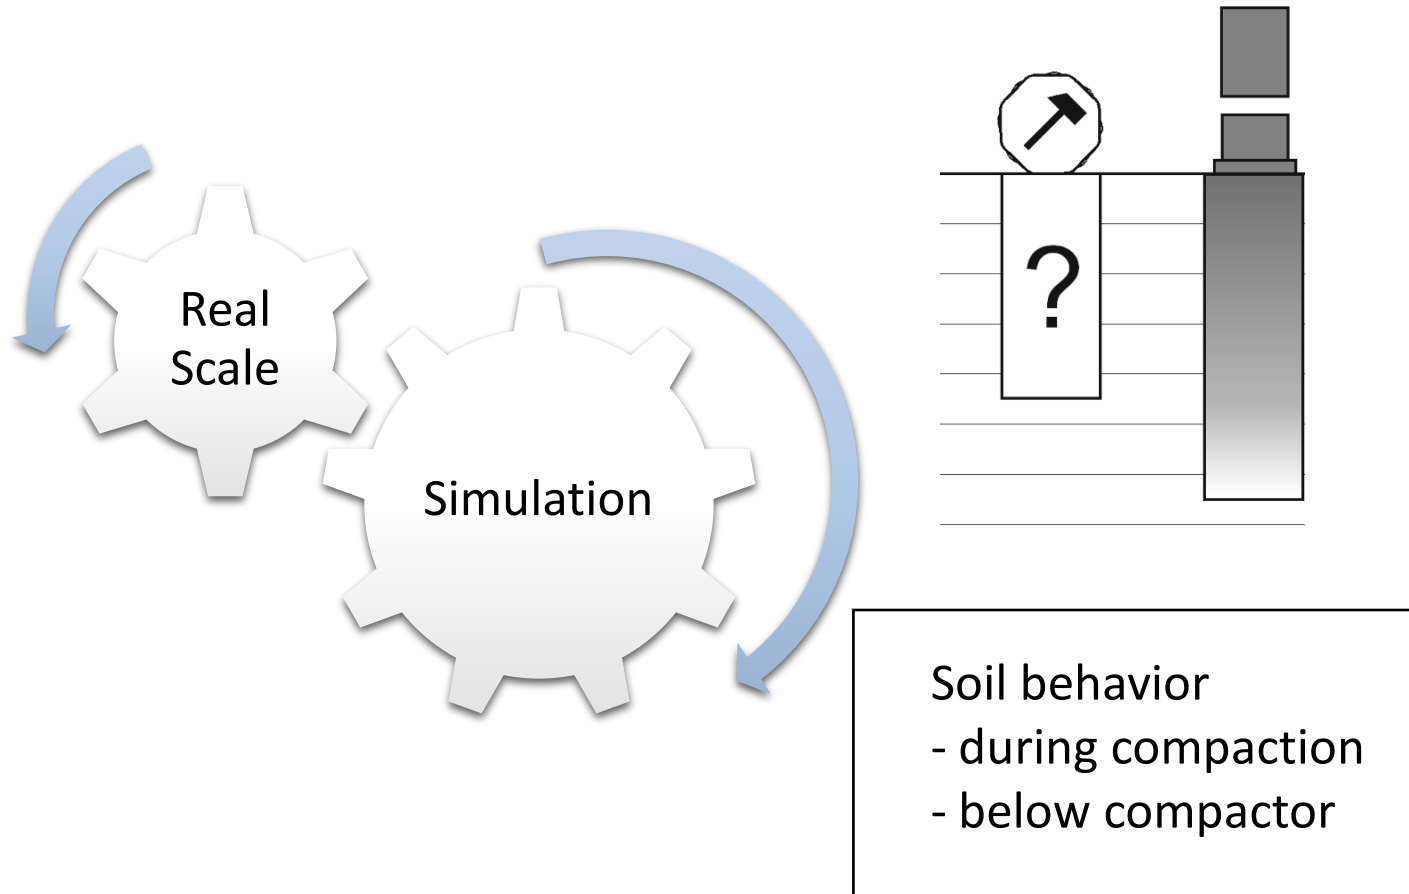 Real
Scale
Simulation
?
Soil behavior
- during compaction
- below compactor